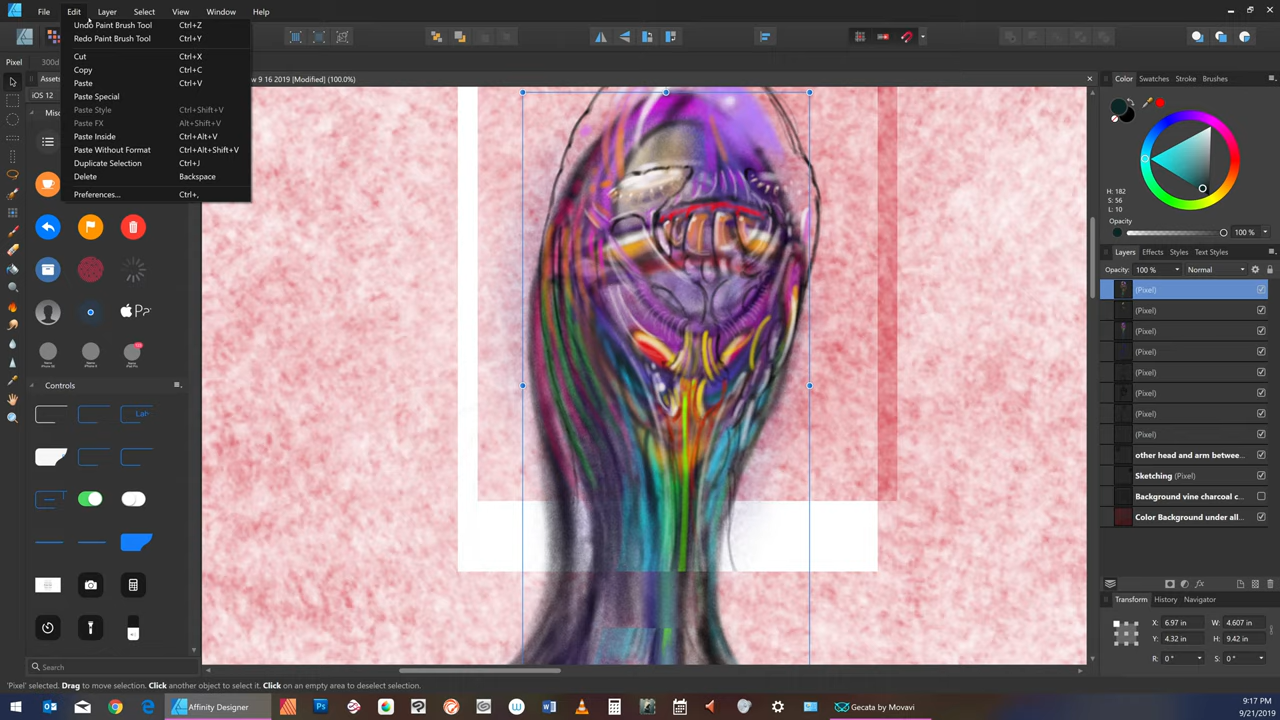 File Edit Layer Select View Window Help
Undo Paint Brush Tool Ctrl+Z
Redo Paint Brush Tool Ctrl+Y
Cut Ctrl+X
Copy Ctrl+C
Paste Ctrl+V
Paste Special
Paste Style Ctrl+Shift+V
Paste FX Alt+Shift+V
Paste Inside Ctrl+Alt+V
Paste Without Format Ctrl+Alt+Shift+V
Duplicate Selection Ctrl+J
Delete Backspace
Preferences... Ctrl+,
Pixel 300d
Assets
w 9 16 2019 [Modified] (100.0%)
iOS 12
Misc
Controls
Search
Color Swatches Stroke Brushes
H: 182
S: 56
L: 10
Opacity
100 %
Layers Effects Styles Text Styles
Opacity: 100 % Normal
(Pixel)
(Pixel)
(Pixel)
(Pixel)
(Pixel)
(Pixel)
(Pixel)
(Pixel)
other head and arm betwee...
Sketching (Pixel)
Background vine charcoal c...
Color Background under all...
Transform History Navigator
X: 6.97 in W: 4.607 in
Y: 4.32 in H: 9.42 in
R: 0 ° S: 0 °
'Pixel' selected. Drag to move selection. Click another object to select it. Click on an empty area to deselect selection.
Affinity Designer
Gecata by Movavi
9:17 PM
9/21/2019